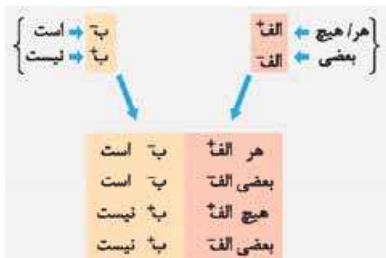 هر/هیچ ⇐ الف⁺
بعضی ⇐ الف⁻
ب⁻ ⇒ است
ب⁺ ⇒ نیست
هر الف⁺ ب⁻ است
بعضی الف⁻ ب⁻ است
هیچ الف⁺ ب⁺ نیست
بعضی الف⁻ ب⁺ نیست